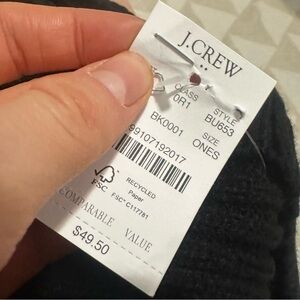 J.CREW
CLASS STYLE
0R1 BU653
SIZE
BK0001 ONES
99107192017
FSC
RECYCLED
Paper
FSC® C117781
COMPARABLE VALUE
$49.50